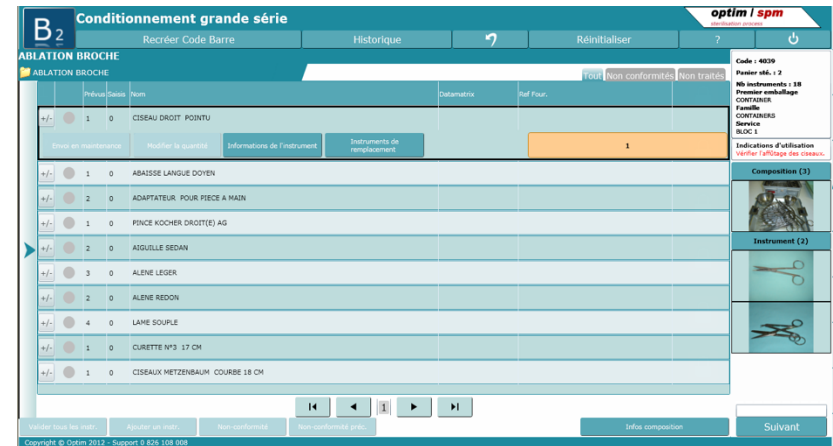 B2
Conditionnement grande série
optim / spm
sterilisation process
Recréer Code Barre
Historique
Réinitialiser
?
ABLATION BROCHE
ABLATION BROCHE
Tout
Non conformités
Non traités
Prévus Saisis Nom Datamatrix Ref Four.
+/- 1 0 CISEAU DROIT POINTU
Envoi en maintenance
Modifier la quantité
Informations de l'instrument
Instruments de
remplacement
1
+/- 1 0 ABAISSE LANGUE DOYEN
+/- 2 0 ADAPTATEUR POUR PIECE A MAIN
+/- 1 0 PINCE KOCHER DROIT(E) AG
+/- 2 0 AIGUILLE SEDAN
+/- 3 0 ALENE LEGER
+/- 2 0 ALENE REDON
+/- 4 0 LAME SOUPLE
+/- 1 0 CURETTE N°3 17 CM
+/- 1 0 CISEAUX METZENBAUM COURBE 18 CM
1
Valider tous les instr.
Ajouter un instr.
Non-conformité
Non-conformité préc.
Infos composition
Suivant
Code : 4039
Panier sté. : 2
Nb instruments : 18
Premier emballage
CONTAINER
Famille
CONTAINERS
Service
BLOC 1
Indications d'utilisation
Vérifier l'affûtage des ciseaux.
Composition (3)
Instrument (2)
Copyright © Optim 2012 - Support 0 826 108 008